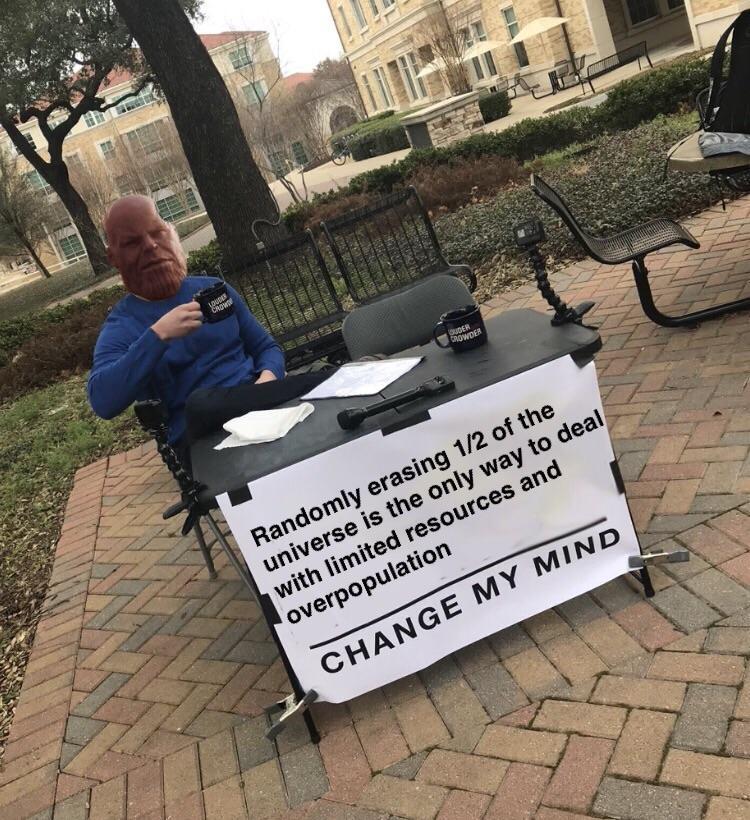 LOUDER
CROWDER
LOUDER
CROWDER
Randomly erasing 1/2 of the
universe is the only way to deal
with limited resources and
overpopulation
CHANGE MY MIND